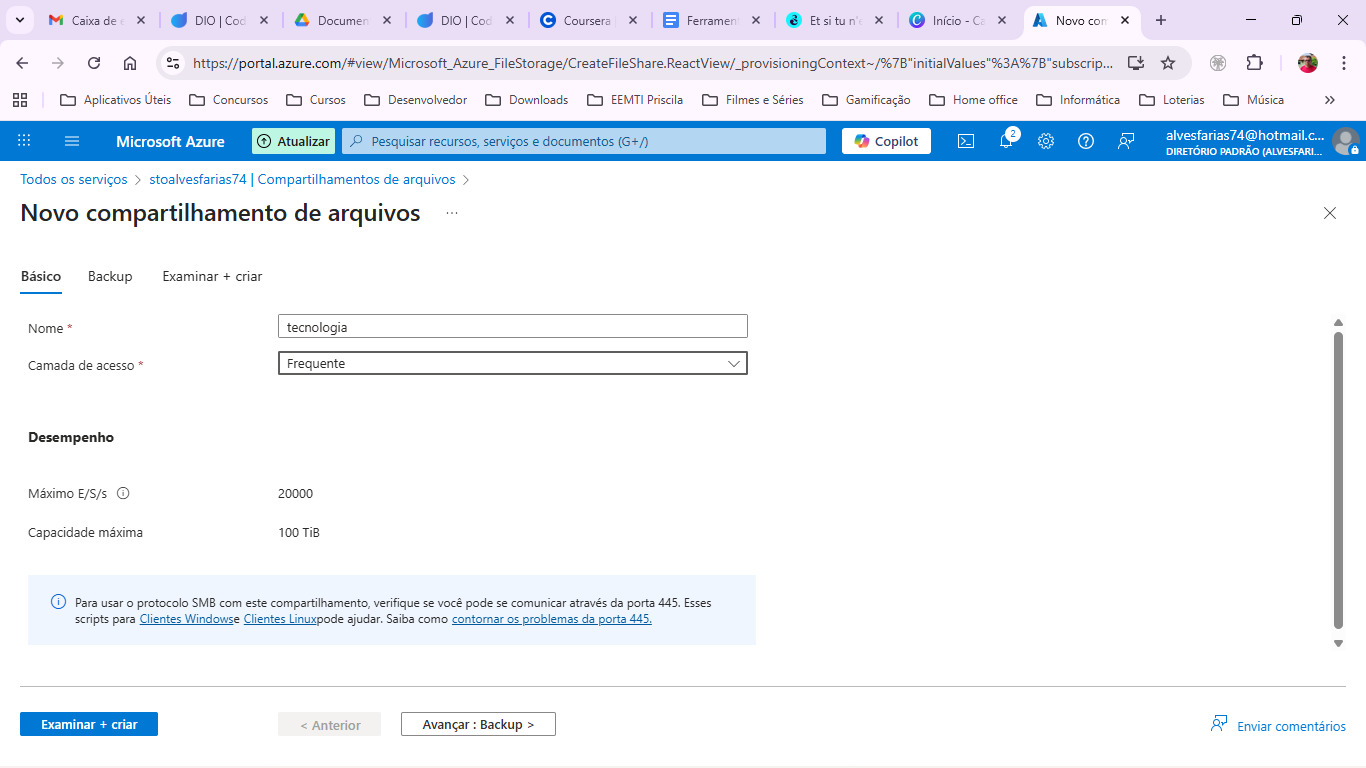 Caixa de e
DIO | Cod
Documen
DIO | Cod
Coursera
Ferrament
Et si tu n'e
Início - Ca
Novo com
https://portal.azure.com/#view/Microsoft_Azure_FileStorage/CreateFileShare.ReactView/_provisioningContext~/%7B"initialValues"%3A%7B"subscrip...
Aplicativos Úteis
Concursos
Cursos
Desenvolvedor
Downloads
EEMTI Priscila
Filmes e Séries
Gamificação
Home office
Informática
Loterias
Música
Microsoft Azure
Atualizar
Pesquisar recursos, serviços e documentos (G+/)
Copilot
2
alvesfarias74@hotmail.c...
DIRETÓRIO PADRÃO (ALVESFARI...
Todos os serviços > stoalvesfarias74 | Compartilhamentos de arquivos >
Novo compartilhamento de arquivos ...
Básico
Backup
Examinar + criar
Nome *
tecnologia
Camada de acesso *
Frequente
Desempenho
Máximo E/S/s
20000
Capacidade máxima
100 TiB
Para usar o protocolo SMB com este compartilhamento, verifique se você pode se comunicar através da porta 445. Esses
scripts para Clientes Windowse Clientes Linuxpode ajudar. Saiba como contornar os problemas da porta 445.
Examinar + criar
< Anterior
Avançar : Backup >
Enviar comentários